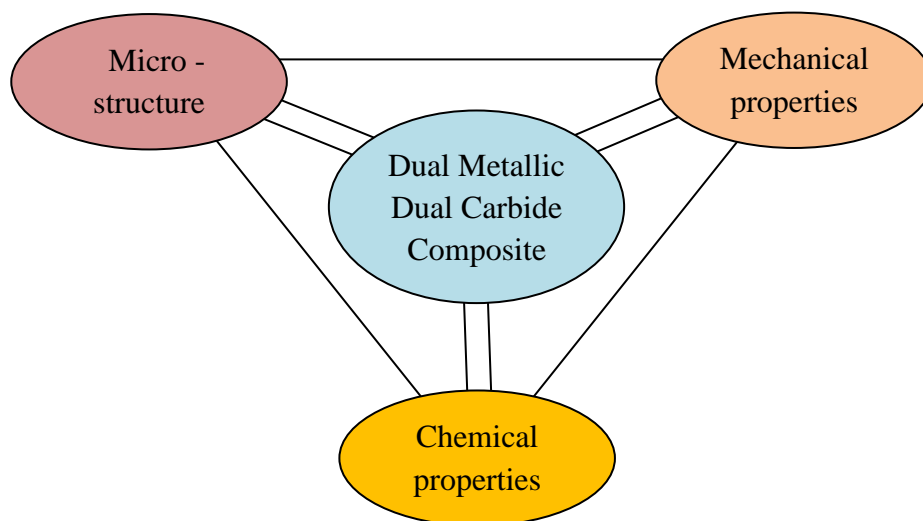 Micro -
structure
Mechanical
properties
Dual Metallic
Dual Carbide
Composite
Chemical
properties